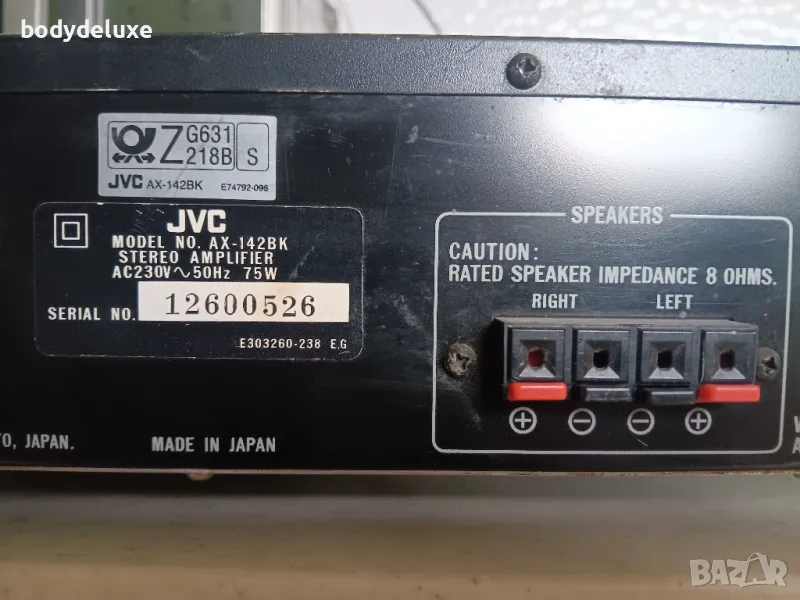 bodydeluxe
Z G631
218B S
JVC AX-142BK E74792-096
JVC
MODEL NO. AX-142BK
STEREO AMPLIFIER
AC230V～50Hz 75W
SERIAL NO. 12600526
E303260-238 E.G
SPEAKERS
CAUTION:
RATED SPEAKER IMPEDANCE 8 OHMS.
RIGHT LEFT
+ - - +
JAPAN.
MADE IN JAPAN
BAZAR